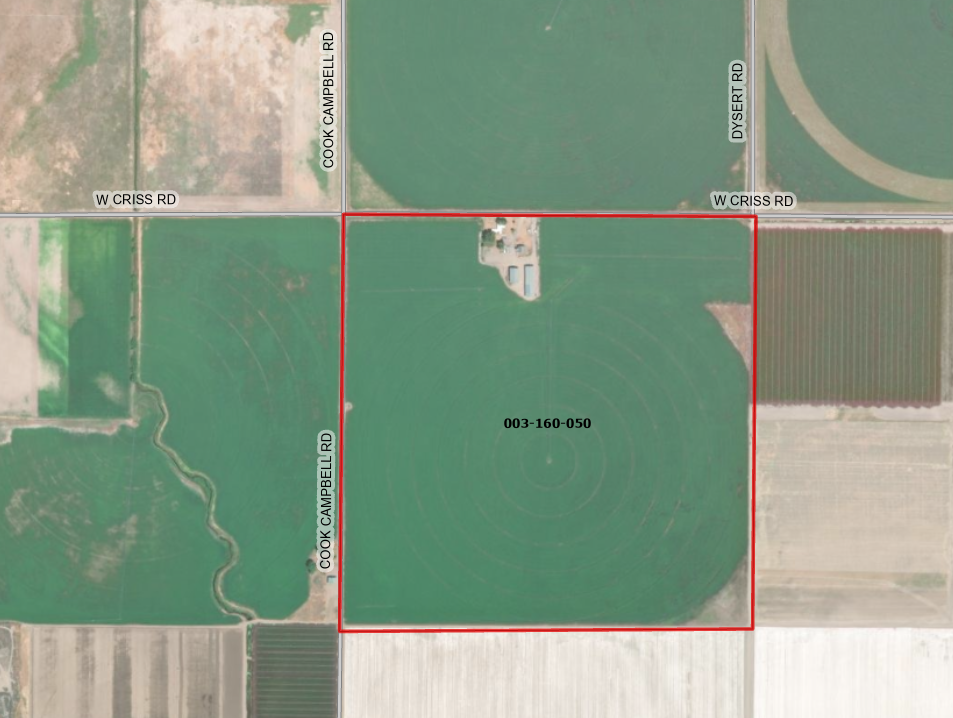 COOK CAMPBELL RD
DYSERT RD
W CRISS RD
W CRISS RD
003-160-050
COOK CAMPBELL RD